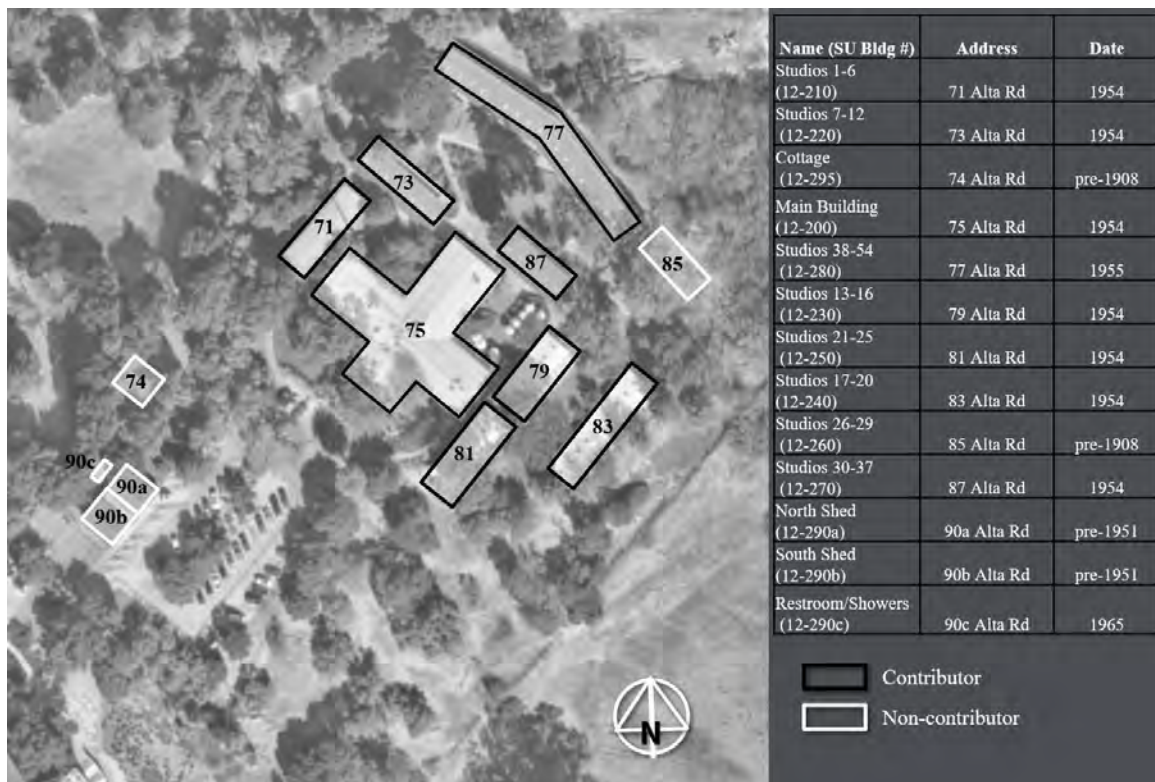 77
73
71
87
85
75
79
74
83
81
90c
90a
90b
N
Name (SU Bldg #) Address Date
Studios 1-6
(12-210) 71 Alta Rd 1954
Studios 7-12
(12-220) 73 Alta Rd 1954
Cottage
(12-295) 74 Alta Rd pre-1908
Main Building
(12-200) 75 Alta Rd 1954
Studios 38-54
(12-280) 77 Alta Rd 1955
Studios 13-16
(12-230) 79 Alta Rd 1954
Studios 21-25
(12-250) 81 Alta Rd 1954
Studios 17-20
(12-240) 83 Alta Rd 1954
Studios 26-29
(12-260) 85 Alta Rd pre-1908
Studios 30-37
(12-270) 87 Alta Rd 1954
North Shed
(12-290a) 90a Alta Rd pre-1951
South Shed
(12-290b) 90b Alta Rd pre-1951
Restroom/Showers
(12-290c) 90c Alta Rd 1965
Contributor
Non-contributor